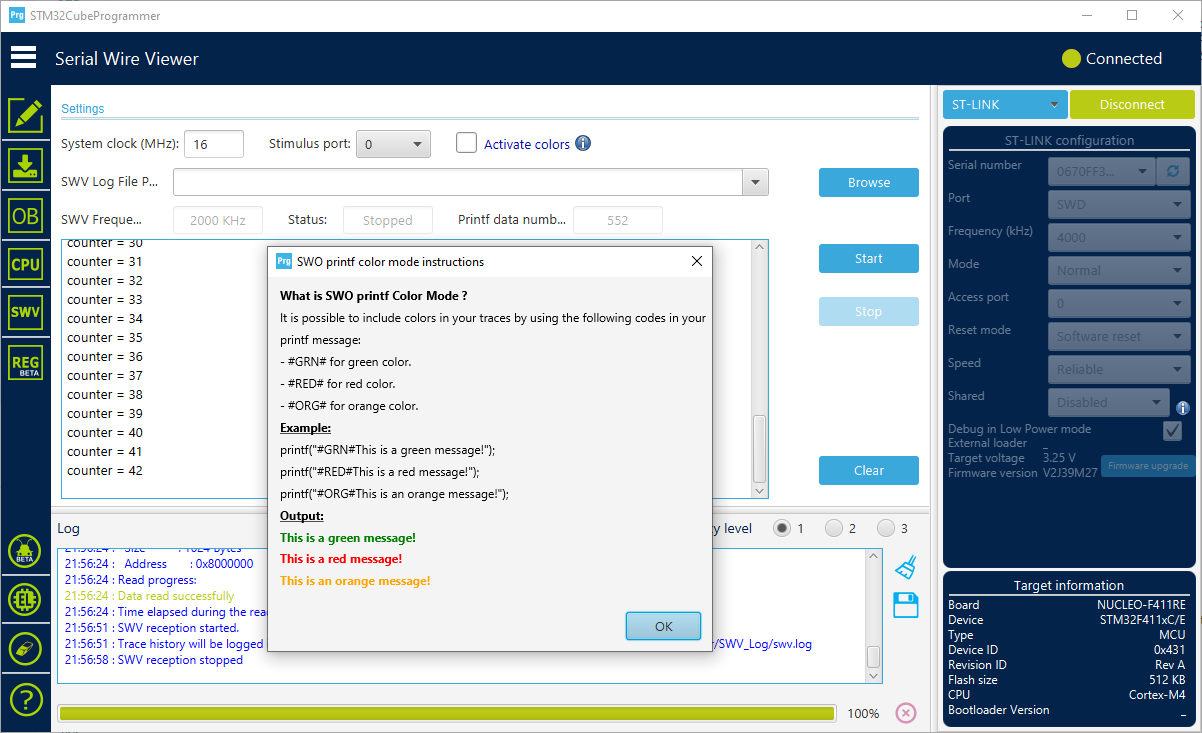 Prg STM32CubeProgrammer
Serial Wire Viewer
Connected
Settings
System clock (MHz): 16 Stimulus port: 0 Activate colors
SWV Log File P... Browse
SWV Freque... 2000 KHz Status: Stopped Printf data numb... 552
counter = 30
counter = 31
counter = 32
counter = 33
counter = 34
counter = 35
counter = 36
counter = 37
counter = 38
counter = 39
counter = 40
counter = 41
counter = 42
Start
Stop
Clear
OB
CPU
SWV
REG
BETA
BETA
Prg SWO printf color mode instructions
What is SWO printf Color Mode ?
It is possible to include colors in your traces by using the following codes in your
printf message:
- #GRN# for green color.
- #RED# for red color.
- #ORG# for orange color.
Example:
printf("#GRN#This is a green message!");
printf("#RED#This is a red message!");
printf("#ORG#This is an orange message!");
Output:
This is a green message!
This is a red message!
This is an orange message!
OK
Log
level 1 2 3
21:56:24 : Size : 1024 Bytes
21:56:24 : Address : 0x8000000
21:56:24 : Read progress:
21:56:24 : Data read successfully
21:56:24 : Time elapsed during the
21:56:51 : SWV reception started.
21:56:51 : Trace history will be logged /SWV_Log/swv.log
21:56:58 : SWV reception stopped
100%
ST-LINK Disconnect
ST-LINK configuration
Serial number 0670FF3...
Port SWD
Frequency (kHz) 4000
Mode Normal
Access port 0
Reset mode Software reset
Speed Reliable
Shared Disabled
Debug in Low Power mode
External loader _
Target voltage 3.25 V
Firmware version V2J39M27 Firmware upgrade
Target information
Board NUCLEO-F411RE
Device STM32F411xC/E
Type MCU
Device ID 0x431
Revision ID Rev A
Flash size 512 KB
CPU Cortex-M4
Bootloader Version _